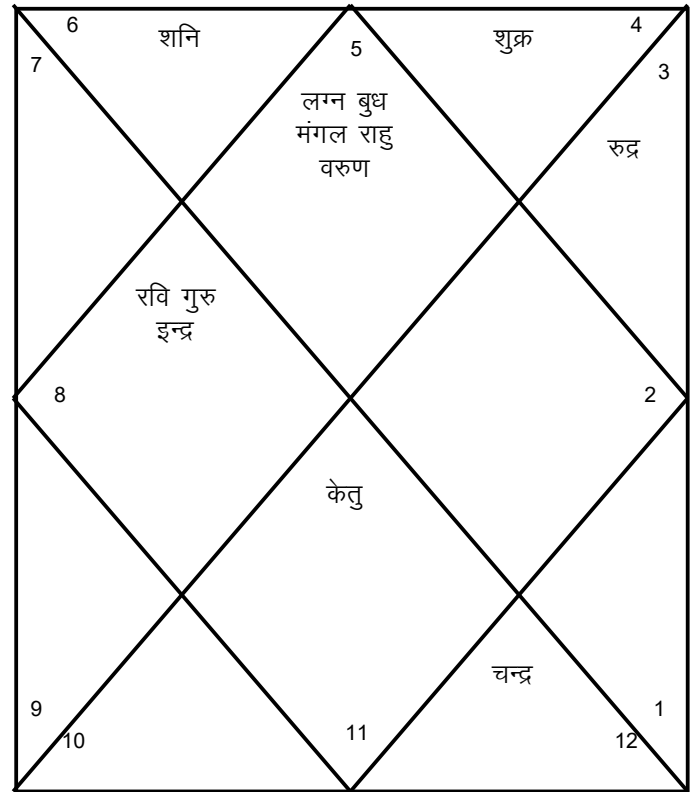 6
शनि
5
शुक्र
4
7
3
लग्न बुध
मंगल राहु
वरुण
रुद्र
रवि गुरु
इन्द्र
8
2
केतु
चन्द्र
9
10
11
12
1